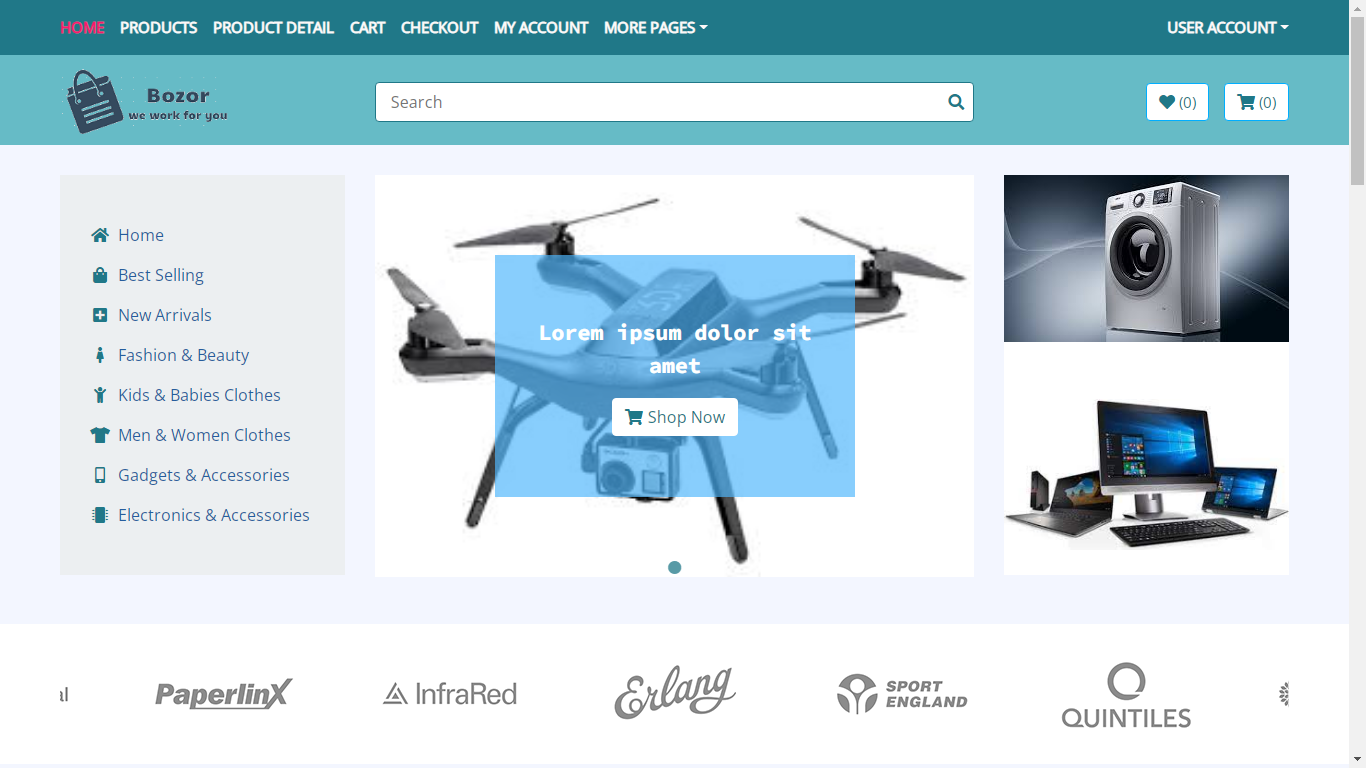 HOME PRODUCTS PRODUCT DETAIL CART CHECKOUT MY ACCOUNT MORE PAGES USER ACCOUNT
Bozor
we work for you
Search
(0)
(0)
Home
Best Selling
New Arrivals
Fashion & Beauty
Kids & Babies Clothes
Men & Women Clothes
Gadgets & Accessories
Electronics & Accessories
Lorem ipsum dolor sit
amet
Shop Now
al
PaperlinX
InfraRed
Erlang
SPORT
ENGLAND
QUINTILES